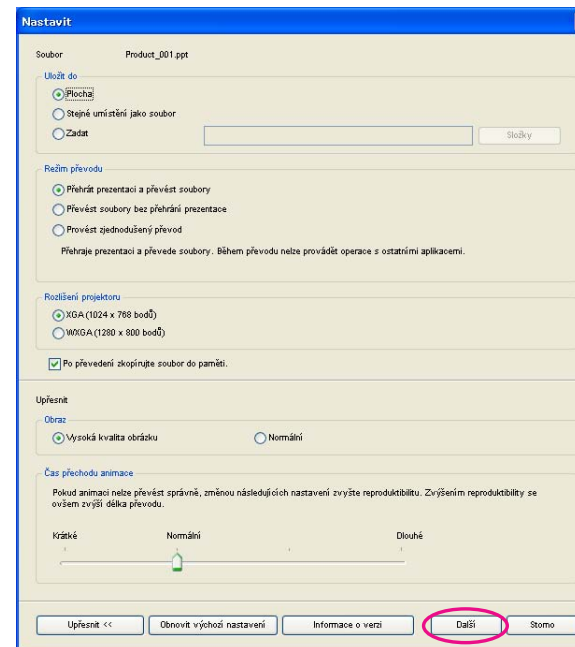 Nastavit
Soubor Product_001.ppt
Uložit do
Plocha
Stejné umístění jako soubor
Zadat Složky
Režim převodu
Přehrát prezentaci a převést soubory
Převést soubory bez přehrání prezentace
Provést zjednodušený převod
Přehraje prezentaci a převede soubory. Během převodu nelze provádět operace s ostatními aplikacemi.
Rozlišení projektoru
XGA (1024 x 768 bodů)
WXGA (1280 x 800 bodů)
Po převedení zkopírujte soubor do paměti.
Upřesnit
Obraz
Vysoká kvalita obrázku Normální
Čas přechodu animace
Pokud animaci nelze převést správně, změnou následujících nastavení zvyšte reproduktibilitu. Zvýšením reproduktibility se
ovšem zvýší délka převodu.
Krátké Normální Dlouhé
Upřesnit << Obnovit výchozí nastavení Informace o verzi Další Storno